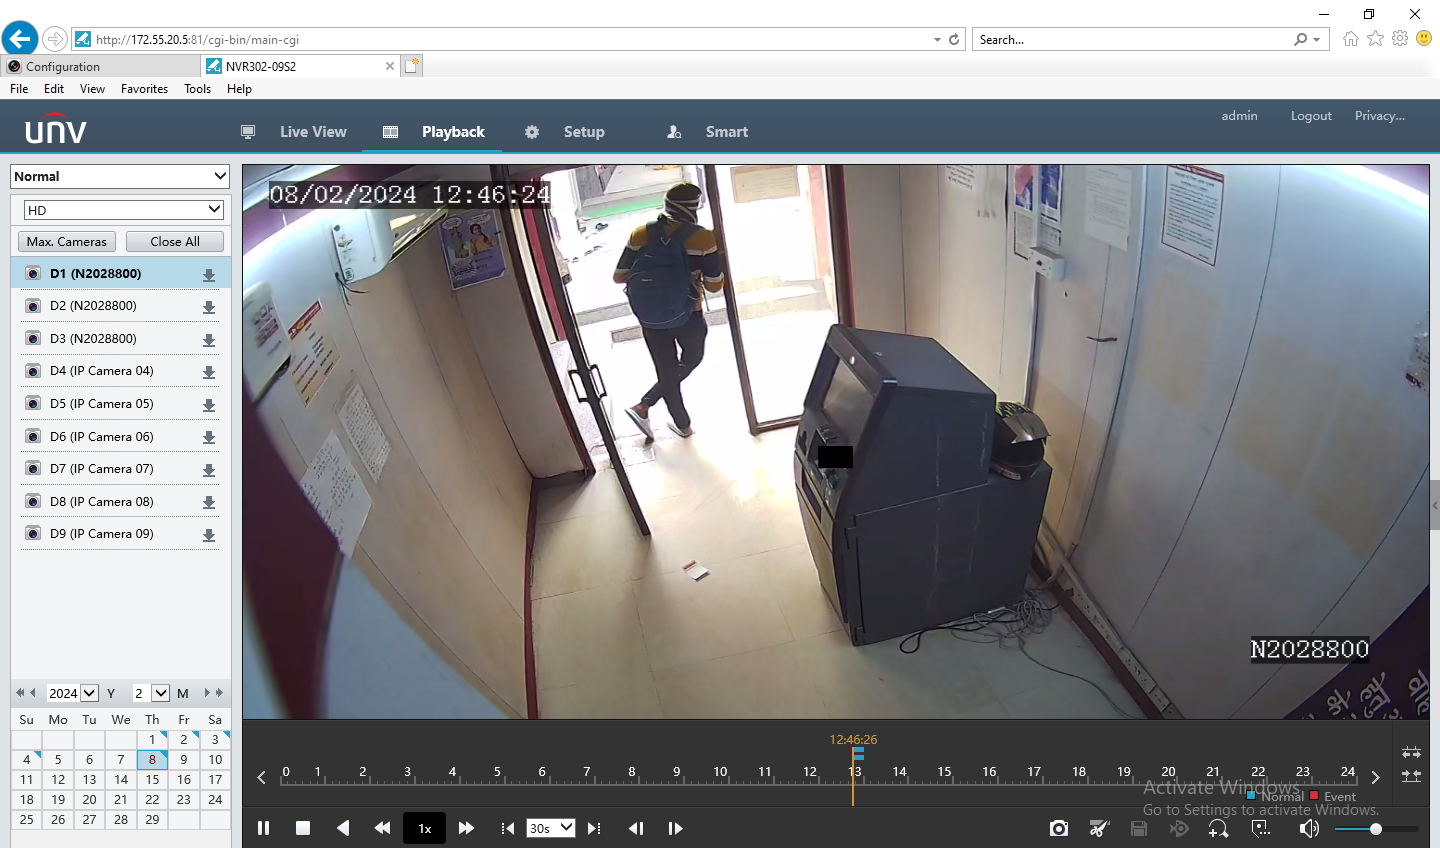 http://172.55.20.5:81/cgi-bin/main-cgi
Search...
Configuration
NVR302-09S2
File Edit View Favorites Tools Help
unv
Live View
Playback
Setup
Smart
admin
Logout
Privacy...
Normal
HD
Max. Cameras
Close All
D1 (N2028800)
D2 (N2028800)
D3 (N2028800)
D4 (IP Camera 04)
D5 (IP Camera 05)
D6 (IP Camera 06)
D7 (IP Camera 07)
D8 (IP Camera 08)
D9 (IP Camera 09)
08/02/2024 12:46:24
N2028800
2024 Y 2 M
Su Mo Tu We Th Fr Sa
1 2 3
4 5 6 7 8 9 10
11 12 13 14 15 16 17
18 19 20 21 22 23 24
25 26 27 28 29
12:46:26
0 1 2 3 4 5 6 7 8 9 10 11 12 13 14 15 16 17 18 19 20 21 22 23 24
Normal Event
Activate Windows
Go to Settings to activate Windows.
1x
30s